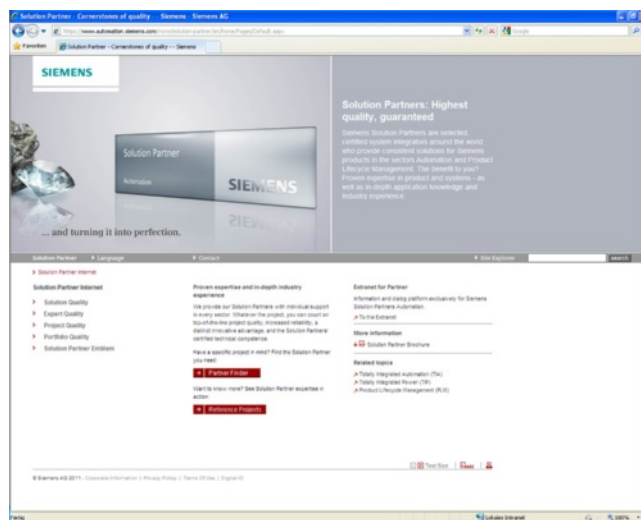 Solution Partner - Cornerstones of quality - - Siemens - Siemens AG
Google
Favoriten
Solution Partner - Cornerstones of quality - - Siemens
SIEMENS
Solution Partners: Highest
quality, guaranteed
Siemens Solution Partners are selected,
certified system integrators around the world
who provide consistent solutions for Siemens
products in the sectors Automation and Product
Lifecycle Management. The benefit to you?
Proven expertise in product and systems - as
well as in-depth application knowledge and
industry experience.
Solution Partner
Automation
SIEMENS
... and turning it into perfection.
Solution Partner
Language
Contact
Site Explorer
search
Solution Partner Internet
Solution Partner Internet
Solution Quality
Expert Quality
Project Quality
Portfolio Quality
Solution Partner Emblem
Proven expertise and in-depth industry
experience
We provide our Solution Partners with individual support
in every sector. Whatever the project, you can count on
top-of-the-line project quality, increased reliability, a
distinct innovative advantage, and the Solution Partners'
certified technical competence.
Have a specific project in mind? Find the Solution Partner
you need:
Partner Finder
Want to know more? See Solution Partner expertise in
action:
Reference Projects
Extranet for Partner
Information and dialog platform exclusively for Siemens
Solution Partners Automation.
To the Extranet
More information
Solution Partner Brochure
Related topics
Totally Integrated Automation (TIA)
Totally Integrated Power (TIP)
Product Lifecycle Management (PLM)
Text Size
© Siemens AG 2011 - Corporate Information | Privacy Policy | Terms Of Use | Digital ID
Fertig
Lokales Intranet
100%